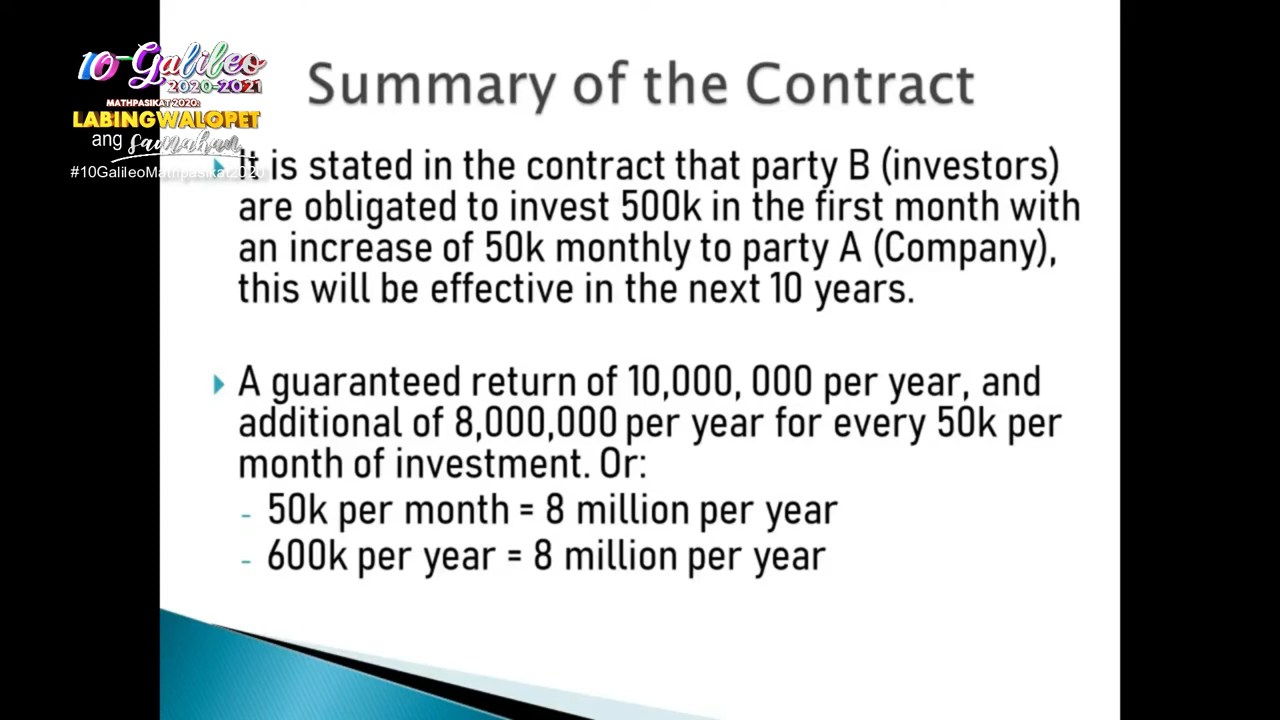 10-Galileo
2020-2021
MATHPASIKAT 2020:
LABINGWALOPET
ang samahan
#10GalileoMathpasikat2020
Summary of the Contract
It is stated in the contract that party B (investors)
are obligated to invest 500k in the first month with
an increase of 50k monthly to party A (Company),
this will be effective in the next 10 years.
A guaranteed return of 10,000, 000 per year, and
additional of 8,000,000 per year for every 50k per
month of investment. Or:
- 50k per month = 8 million per year
- 600k per year = 8 million per year